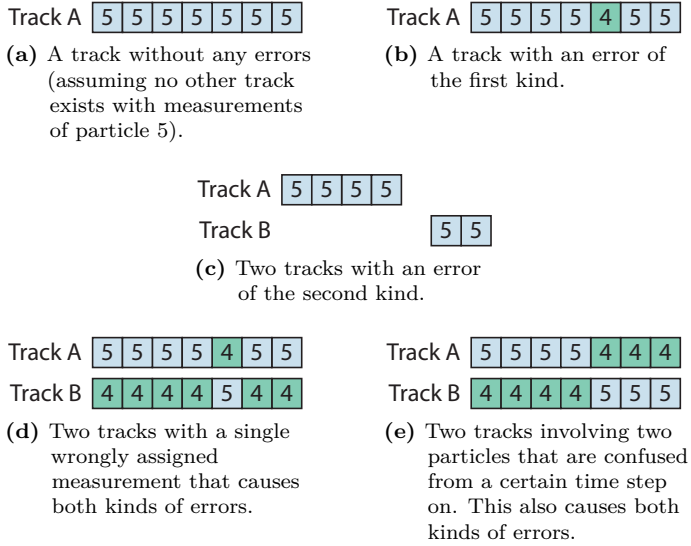 Track A 5 5 5 5 5 5 5
(a) A track without any errors
(assuming no other track
exists with measurements
of particle 5).
Track A 5 5 5 5 4 5 5
(b) A track with an error of
the first kind.
Track A 5 5 5 5
Track B 5 5
(c) Two tracks with an error
of the second kind.
Track A 5 5 5 5 4 5 5
Track B 4 4 4 4 5 4 4
(d) Two tracks with a single
wrongly assigned
measurement that causes
both kinds of errors.
Track A 5 5 5 5 4 4 4
Track B 4 4 4 4 5 5 5
(e) Two tracks involving two
particles that are confused
from a certain time step
on. This also causes both
kinds of errors.